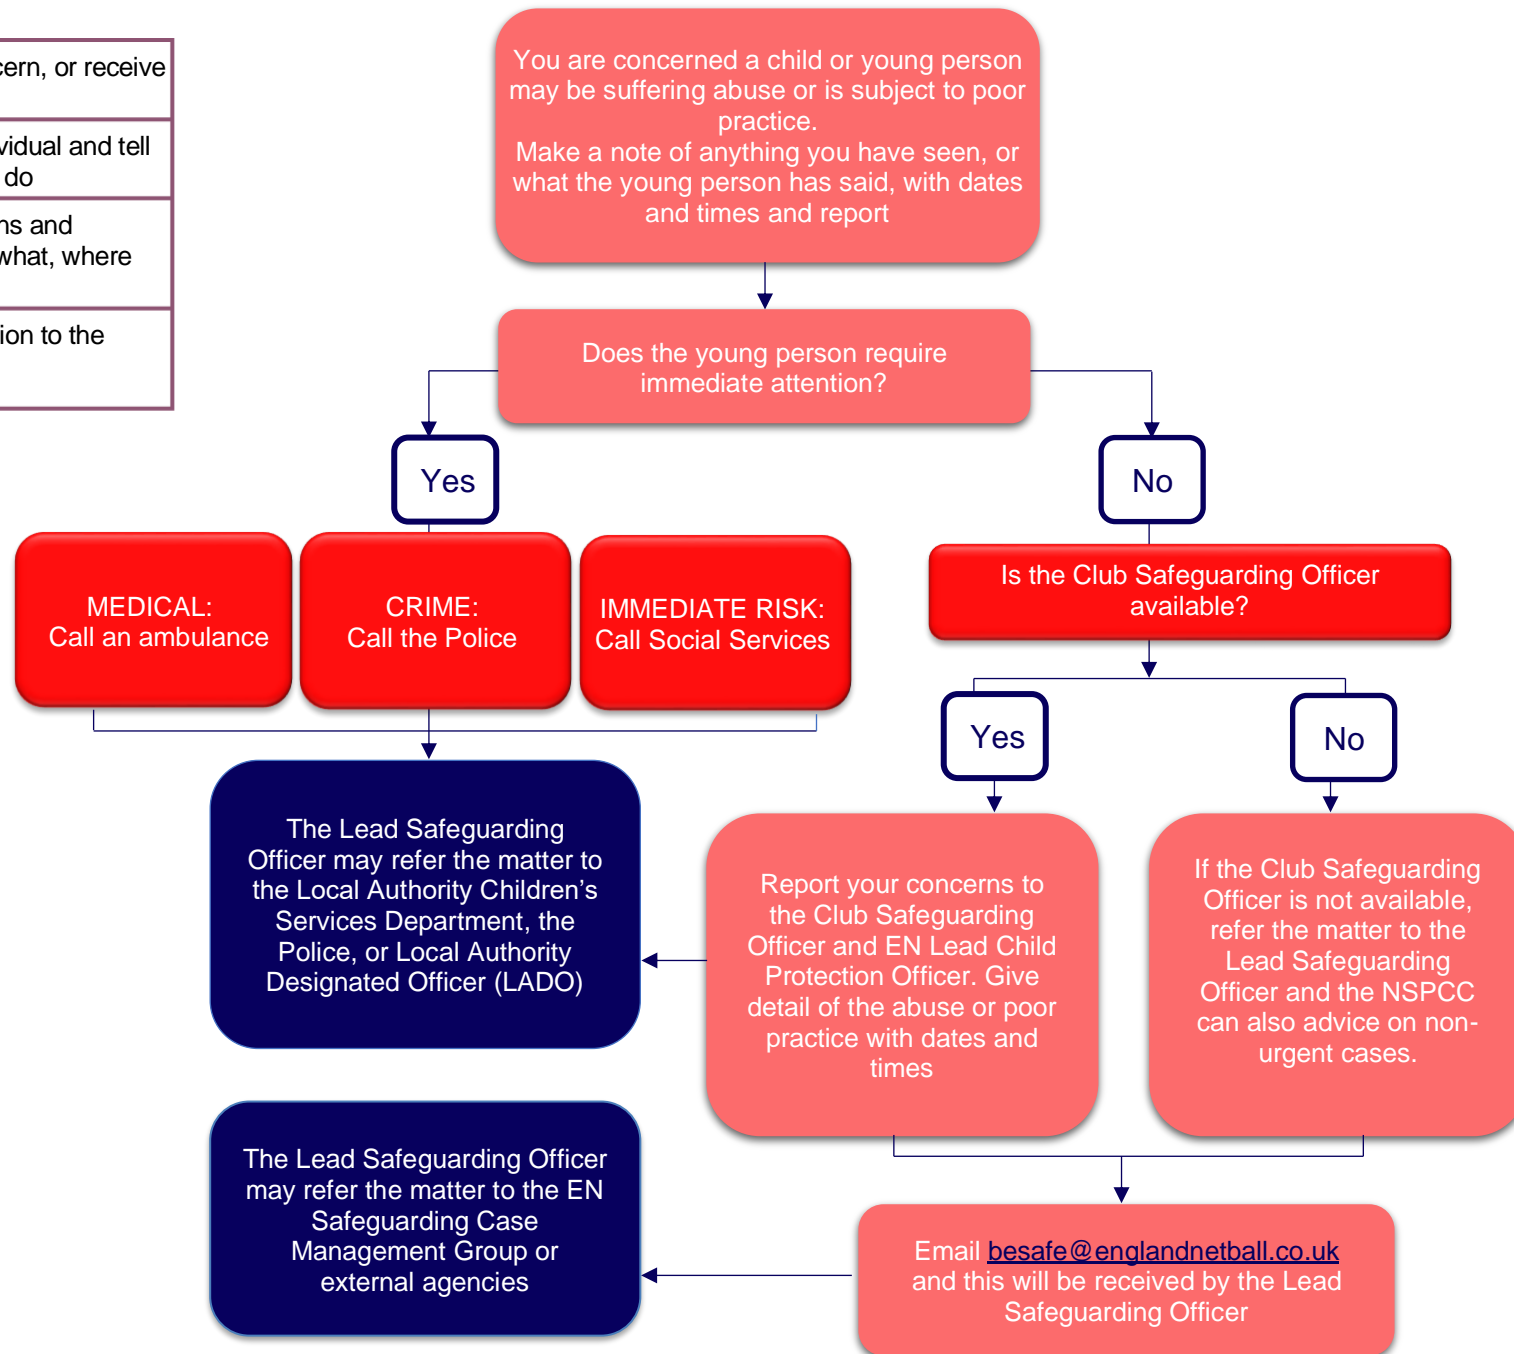 cern, or receive
vidual and tell
do
ns and
what, where
ion to the
You are concerned a child or young person
may be suffering abuse or is subject to poor
practice.
Make a note of anything you have seen, or
what the young person has said, with dates
and times and report
Does the young person require
immediate attention?
Yes
No
MEDICAL:
Call an ambulance
CRIME:
Call the Police
IMMEDIATE RISK:
Call Social Services
Is the Club Safeguarding Officer
available?
Yes
No
The Lead Safeguarding
Officer may refer the matter to
the Local Authority Children’s
Services Department, the
Police, or Local Authority
Designated Officer (LADO)
Report your concerns to
the Club Safeguarding
Officer and EN Lead Child
Protection Officer. Give
detail of the abuse or poor
practice with dates and
times
If the Club Safeguarding
Officer is not available,
refer the matter to the
Lead Safeguarding
Officer and the NSPCC
can also advice on non-
urgent cases.
The Lead Safeguarding Officer
may refer the matter to the EN
Safeguarding Case
Management Group or
external agencies
Email besafe@englandnetball.co.uk
and this will be received by the Lead
Safeguarding Officer